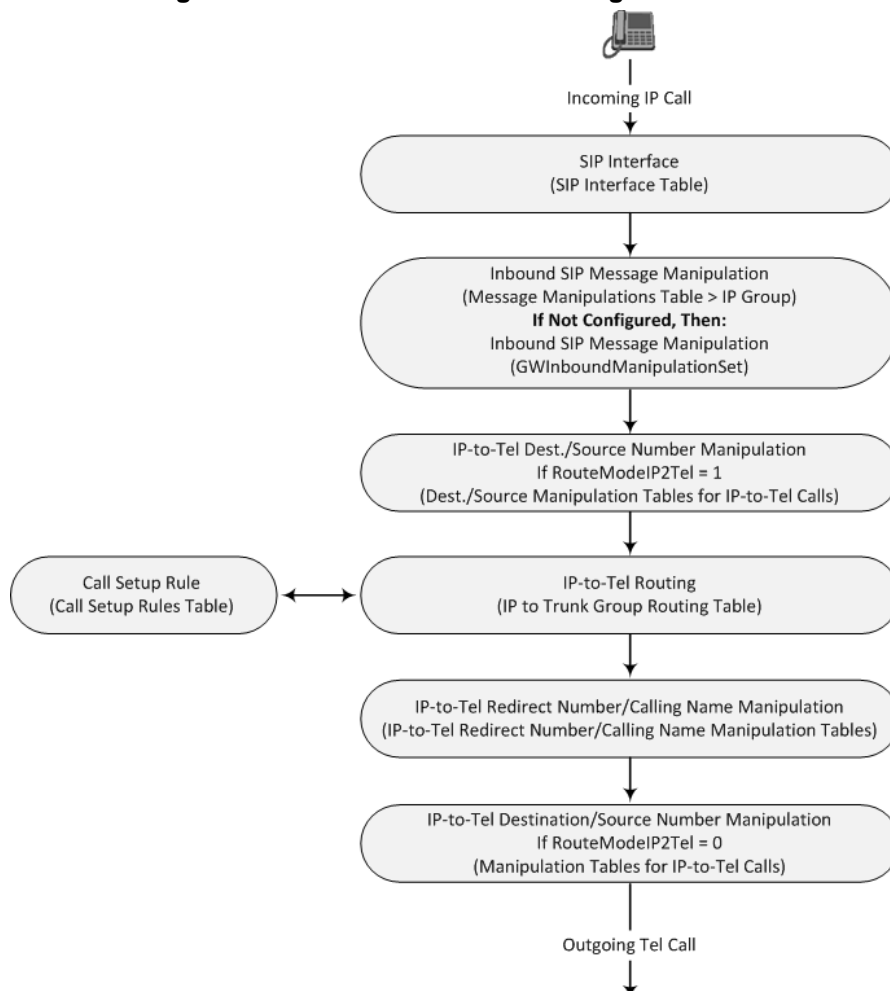 Incoming IP Call
SIP Interface
(SIP Interface Table)
Inbound SIP Message Manipulation
(Message Manipulations Table > IP Group)
If Not Configured, Then:
Inbound SIP Message Manipulation
(GWInboundManipulationSet)
IP-to-Tel Dest./Source Number Manipulation
If RouteModeIP2Tel = 1
(Dest./Source Manipulation Tables for IP-to-Tel Calls)
Call Setup Rule
(Call Setup Rules Table)
IP-to-Tel Routing
(IP to Trunk Group Routing Table)
IP-to-Tel Redirect Number/Calling Name Manipulation
(IP-to-Tel Redirect Number/Calling Name Manipulation Tables)
IP-to-Tel Destination/Source Number Manipulation
If RouteModeIP2Tel = 0
(Manipulation Tables for IP-to-Tel Calls)
Outgoing Tel Call